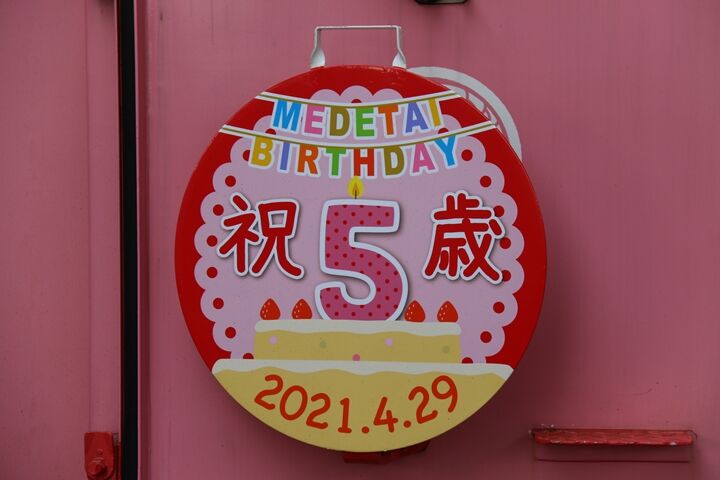 MEDETAI
BIRTHDAY
祝5歳
2021.4.29